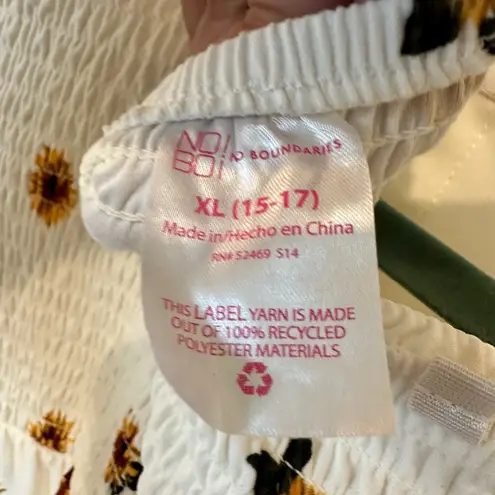 NO!
BO!
NO BOUNDARIES
XL (15-17)
Made in/Hecho en China
RN# 52469 S14
THIS LABEL YARN IS MADE
OUT OF 100% RECYCLED
POLYESTER MATERIALS